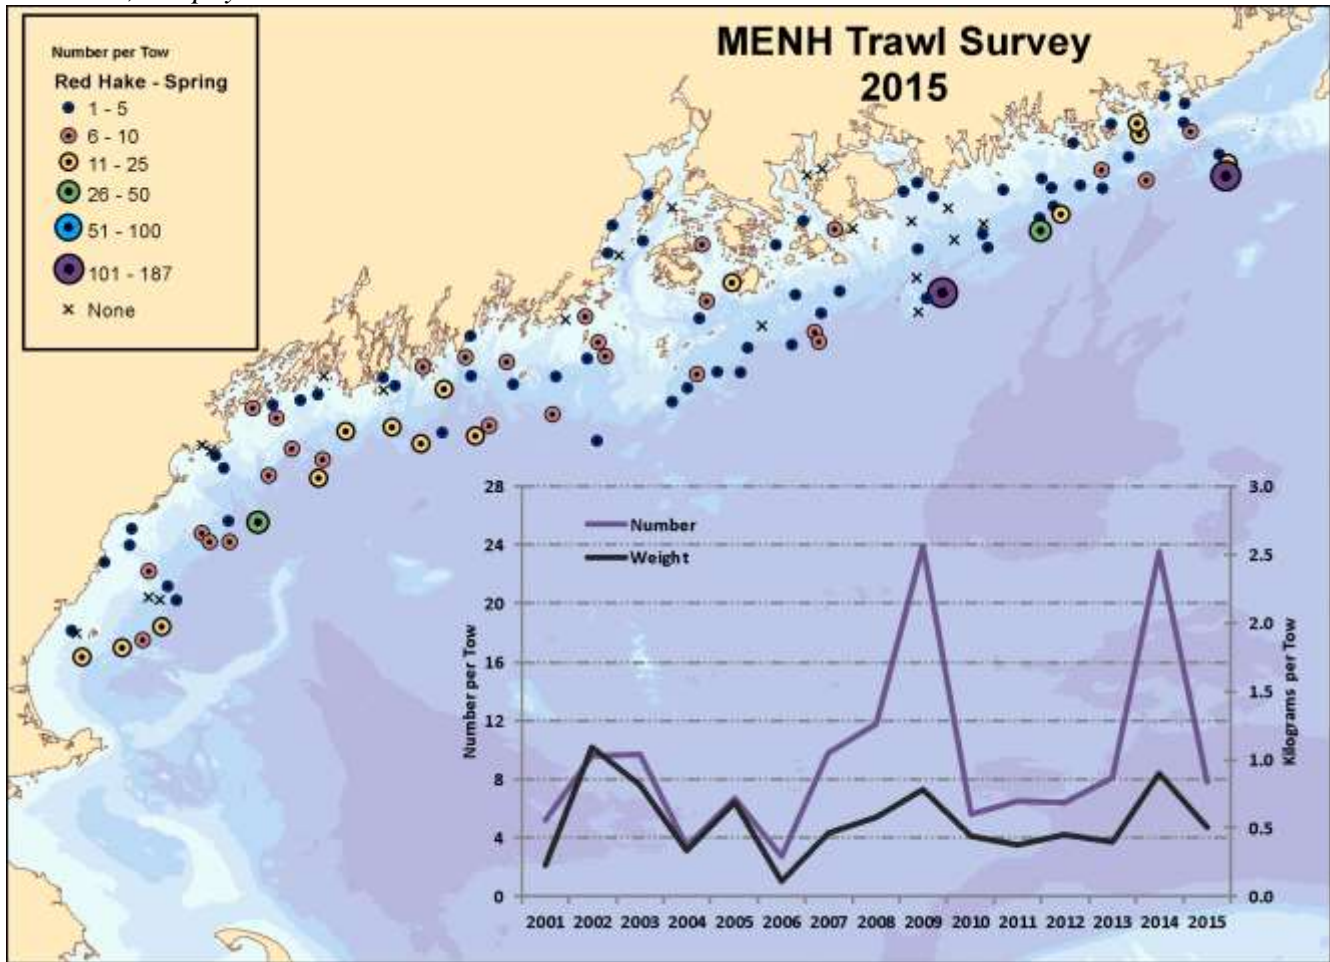 MENH Trawl Survey
2015
Number per Tow
Red Hake - Spring
1 - 5
6 - 10
11 - 25
26 - 50
51 - 100
101 - 187
None
28
24
20
16
12
8
4
0
Number per Tow
Number
Weight
3.0
2.5
2.0
1.5
1.0
0.5
0.0
Kilograms per Tow
2001 2002 2003 2004 2005 2006 2007 2008 2009 2010 2011 2012 2013 2014 2015